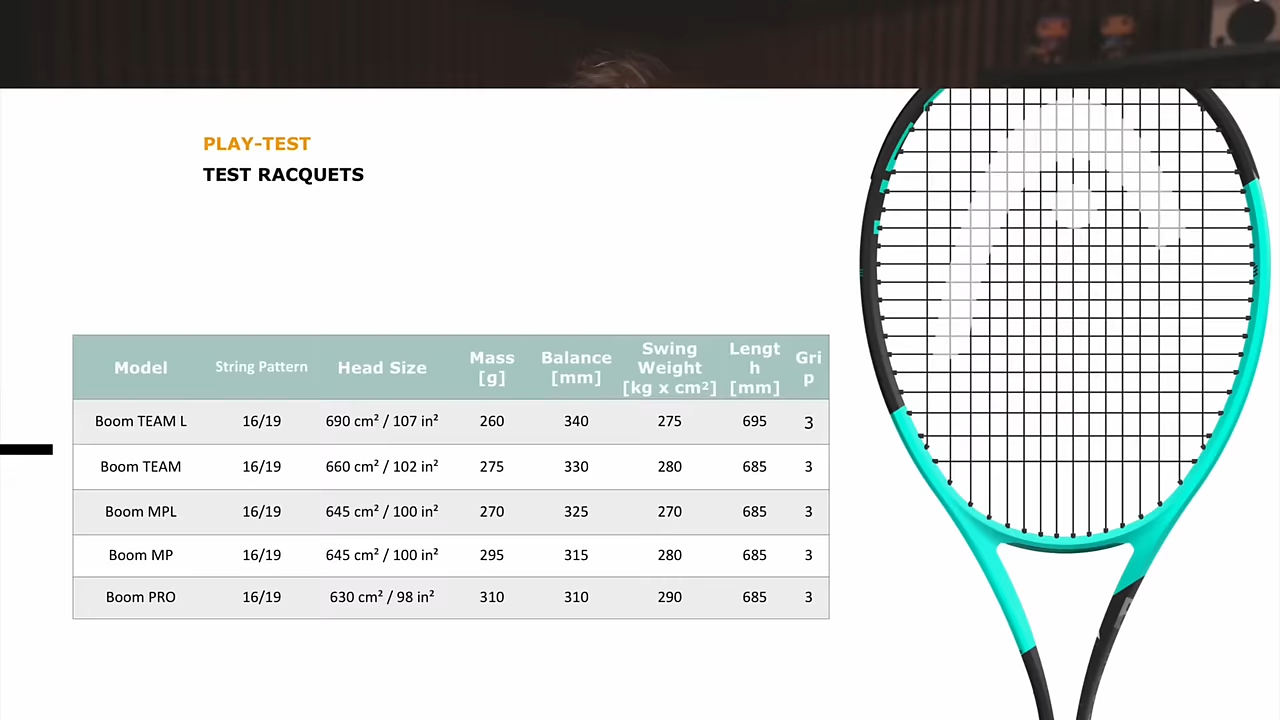 PLAY-TEST
TEST RACQUETS
Model String Pattern Head Size Mass [g] Balance [mm] Swing Weight [kg x cm²] Lengt h [mm] Gri p
Boom TEAM L 16/19 690 cm² / 107 in² 260 340 275 695 3
Boom TEAM 16/19 660 cm² / 102 in² 275 330 280 685 3
Boom MPL 16/19 645 cm² / 100 in² 270 325 270 685 3
Boom MP 16/19 645 cm² / 100 in² 295 315 280 685 3
Boom PRO 16/19 630 cm² / 98 in² 310 310 290 685 3